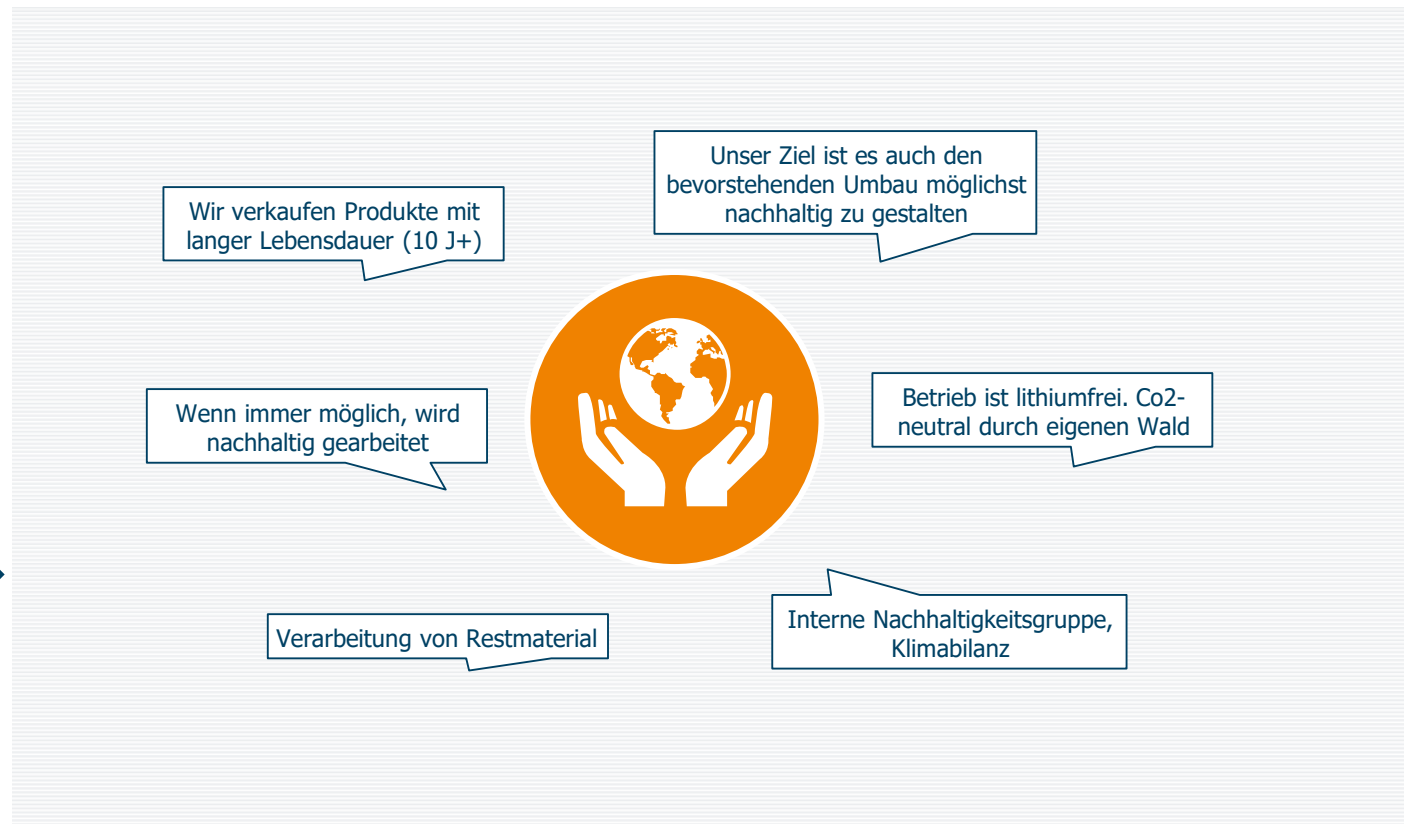 Unser Ziel ist es auch den
bevorstehenden Umbau möglichst
nachhaltig zu gestalten
Wir verkaufen Produkte mit
langer Lebensdauer (10 J+)
Betrieb ist lithiumfrei. Co2-
neutral durch eigenen Wald
Wenn immer möglich, wird
nachhaltig gearbeitet
Interne Nachhaltigkeitsgruppe,
Klimabilanz
Verarbeitung von Restmaterial